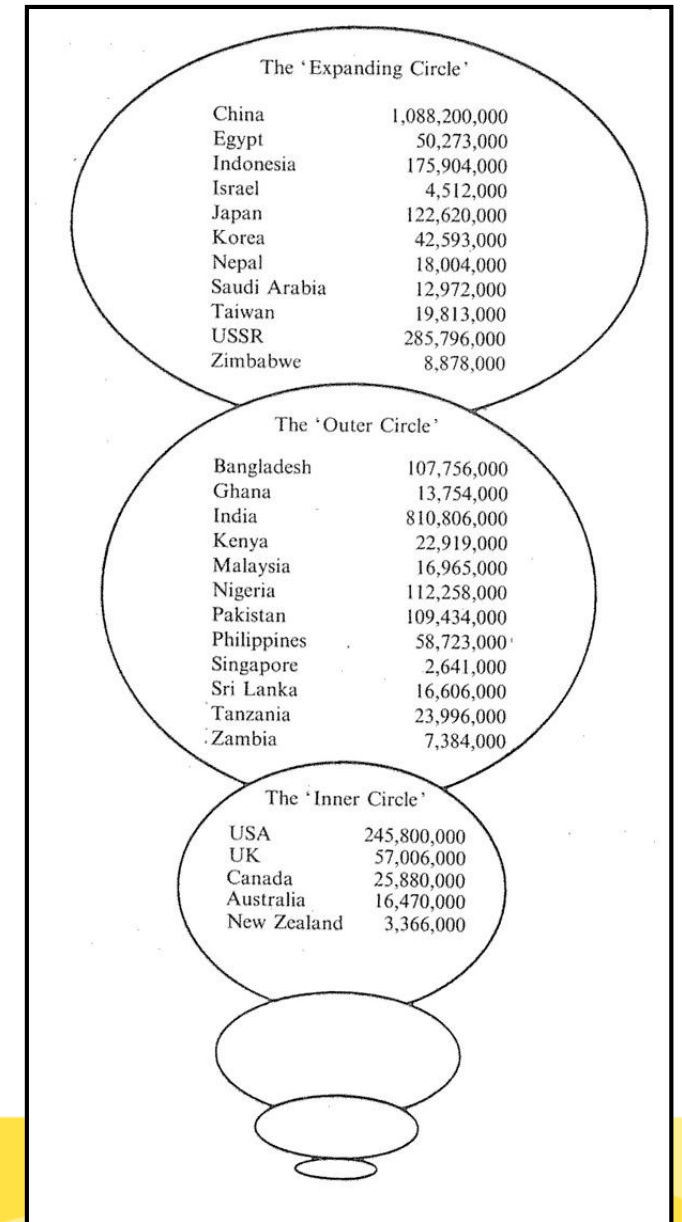 The ‘Expanding Circle’
China 1,088,200,000
Egypt 50,273,000
Indonesia 175,904,000
Israel 4,512,000
Japan 122,620,000
Korea 42,593,000
Nepal 18,004,000
Saudi Arabia 12,972,000
Taiwan 19,813,000
USSR 285,796,000
Zimbabwe 8,878,000
The ‘Outer Circle’
Bangladesh 107,756,000
Ghana 13,754,000
India 810,806,000
Kenya 22,919,000
Malaysia 16,965,000
Nigeria 112,258,000
Pakistan 109,434,000
Philippines 58,723,000
Singapore 2,641,000
Sri Lanka 16,606,000
Tanzania 23,996,000
Zambia 7,384,000
The ‘Inner Circle’
USA 245,800,000
UK 57,006,000
Canada 25,880,000
Australia 16,470,000
New Zealand 3,366,000